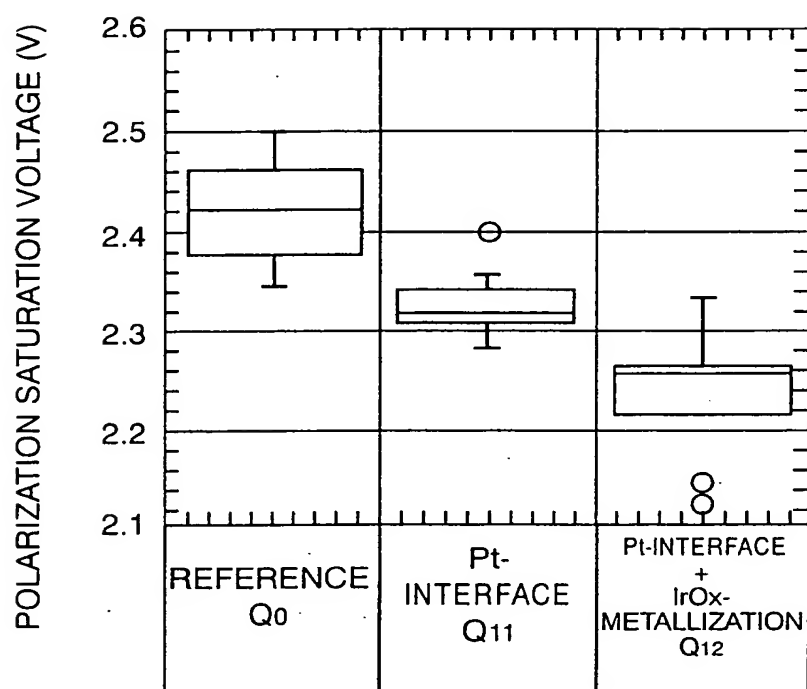 POLARIZATION SATURATION VOLTAGE (V)
2.6
2.5
2.4
2.3
2.2
2.1
REFERENCE
Q0
Pt-
INTERFACE
Q11
Pt-INTERFACE
+
IrOx-
METALLIZATION
Q12